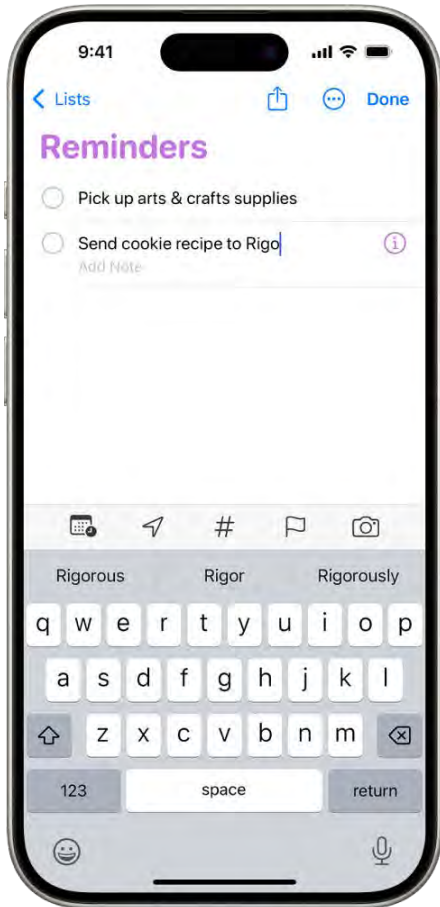 9:41
Lists
Done
Reminders
Pick up arts & crafts supplies
Send cookie recipe to Rigo
Add Note
#
Rigorous Rigor Rigorously
q w e r t y u i o p
a s d f g h j k l
z x c v b n m
123 space return